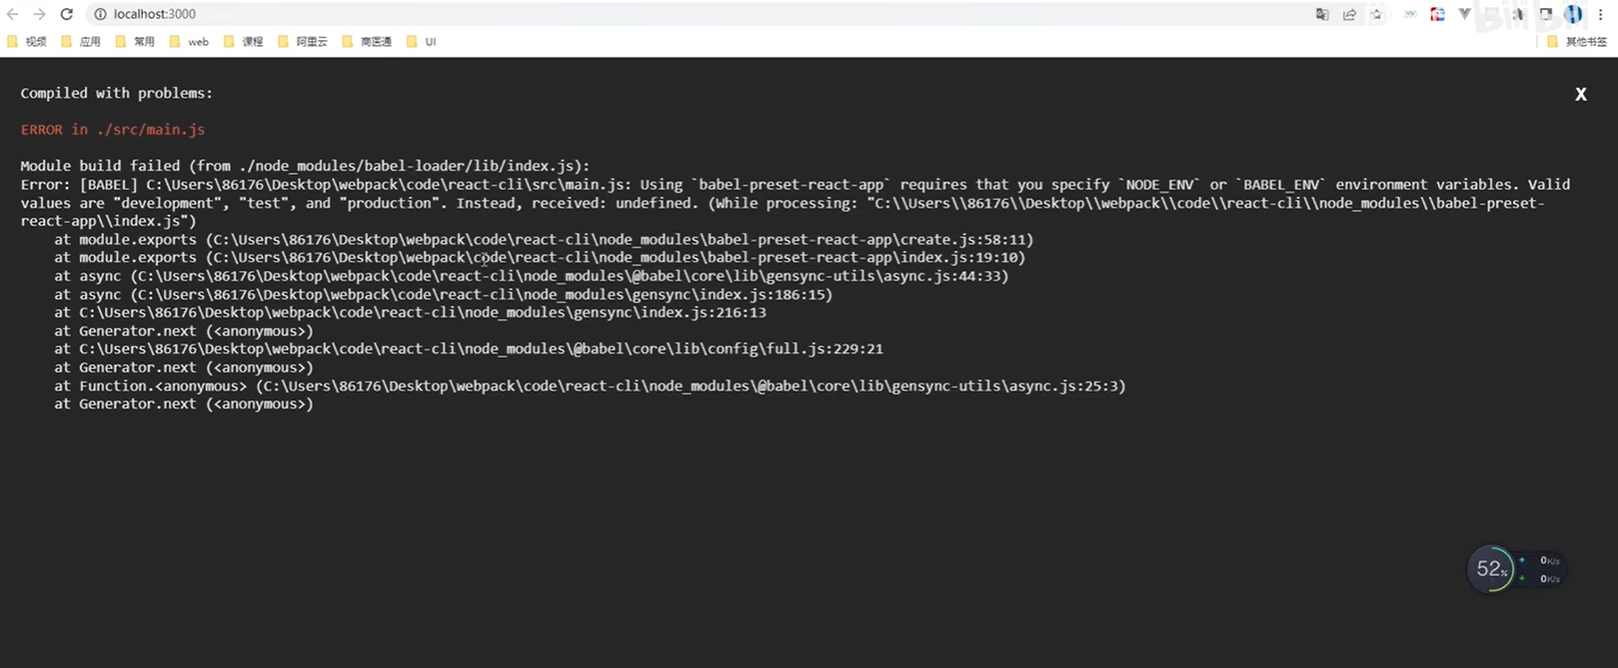 localhost:3000
视频 应用 常用 web 课程 阿里云 商医通 UI 其他书签
Compiled with problems:
X
ERROR in ./src/main.js
Module build failed (from ./node_modules/babel-loader/lib/index.js):
Error: [BABEL] C:\Users\86176\Desktop\webpack\code\react-cli\src\main.js: Using `babel-preset-react-app` requires that you specify `NODE_ENV` or `BABEL_ENV` environment variables. Valid
values are "development", "test", and "production". Instead, received: undefined. (While processing: "C:\\Users\\86176\\Desktop\\webpack\\code\\react-cli\\node_modules\\babel-preset-
react-app\\index.js")
at module.exports (C:\Users\86176\Desktop\webpack\code\react-cli\node_modules\babel-preset-react-app\create.js:58:11)
at module.exports (C:\Users\86176\Desktop\webpack\code\react-cli\node_modules\babel-preset-react-app\index.js:19:10)
at async (C:\Users\86176\Desktop\webpack\code\react-cli\node_modules\@babel\core\lib\gensync-utils\async.js:44:33)
at async (C:\Users\86176\Desktop\webpack\code\react-cli\node_modules\gensync\index.js:186:15)
at C:\Users\86176\Desktop\webpack\code\react-cli\node_modules\gensync\index.js:216:13
at Generator.next (<anonymous>)
at C:\Users\86176\Desktop\webpack\code\react-cli\node_modules\@babel\core\lib\config\full.js:229:21
at Generator.next (<anonymous>)
at Function.<anonymous> (C:\Users\86176\Desktop\webpack\code\react-cli\node_modules\@babel\core\lib\gensync-utils\async.js:25:3)
at Generator.next (<anonymous>)
52%
0K/s
0K/s